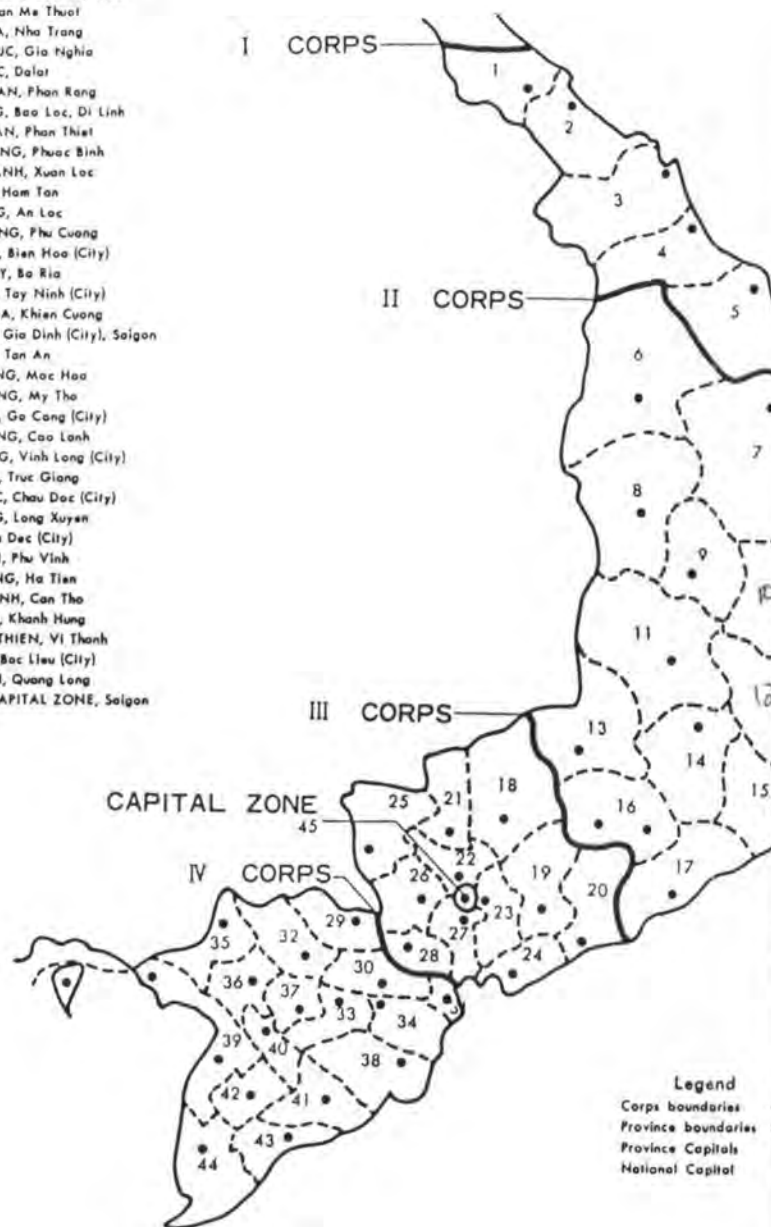 an Me Thuot
A, Nha Trang
UC, Gia Nghia
C, Dalat
AN, Phan Rang
G, Bao Loc, Di Linh
AN, Phan Thiet
NG, Phuoc Binh
ANH, Xuan Loc
Ham Tan
G, An Loc
NG, Phu Cuong
, Bien Hoa (City)
Y, Ba Ria
Tay Ninh (City)
A, Khien Cuong
Gia Dinh (City), Saigon
Tan An
NG, Moc Hoa
NG, My Tho
, Go Cong (City)
NG, Cao Lanh
G, Vinh Long (City)
, Truc Giang
C, Chau Doc (City)
G, Long Xuyen
Dec (City)
, Phu Vinh
NG, Ha Tien
NH, Can Tho
, Khanh Hung
THIEN, Vi Thanh
Bac Lieu (City)
, Quang Long
CAPITAL ZONE, Saigon
I CORPS
1
2
3
4
5
II CORPS
6
7
8
9
11
12
13
14
15
16
17
III CORPS
18
CAPITAL ZONE
45
25
21
22
26
19
20
23
27
24
28
IV CORPS
29
35
32
30
36
37
33
34
39
40
38
42
41
43
44
Legend
Corps boundaries
Province boundaries
Province Capitals
National Capital